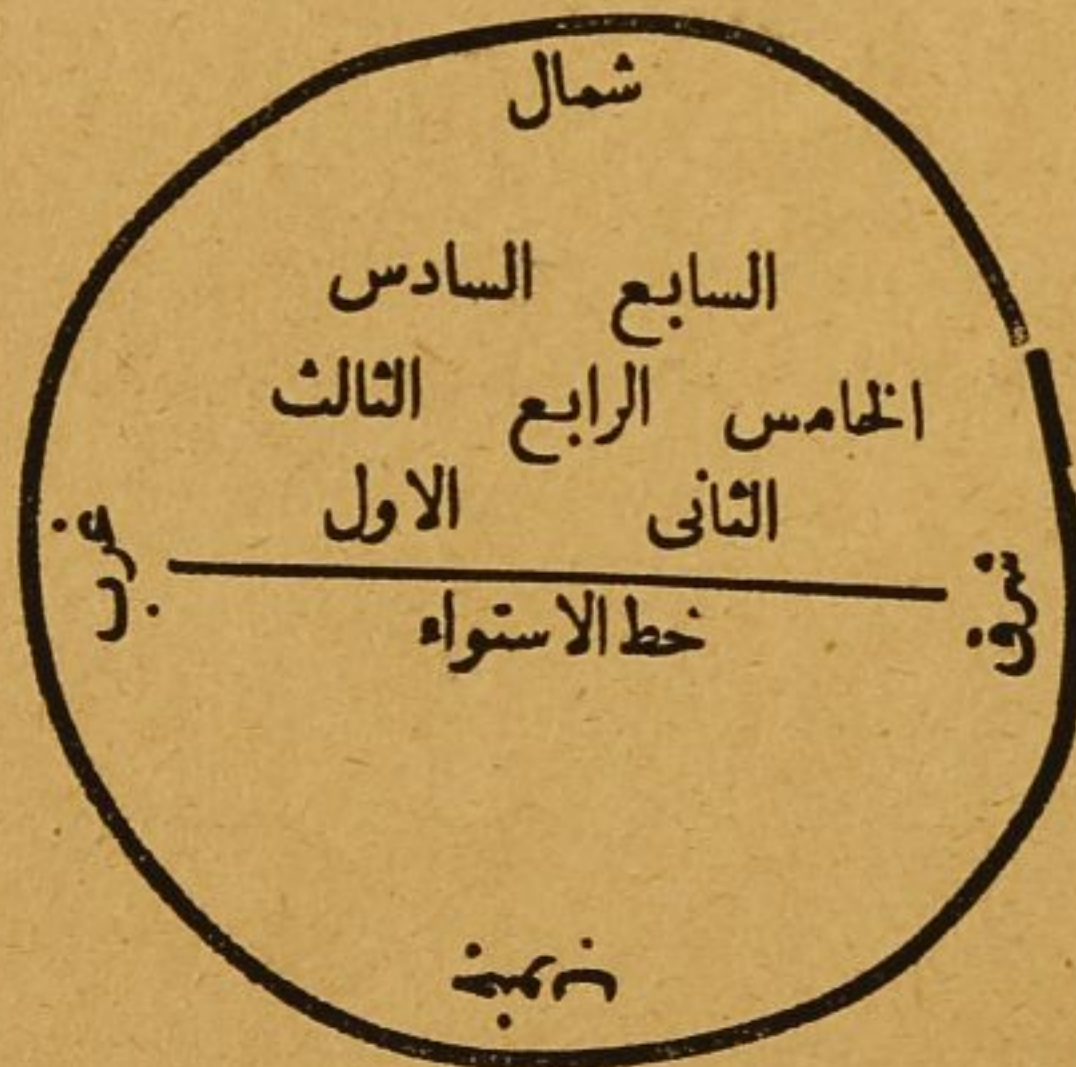 شمال
السابع السادس
الخامس الرابع الثالث
الثانى الاول
شرق
غرب
خط الاستواء
جنوب